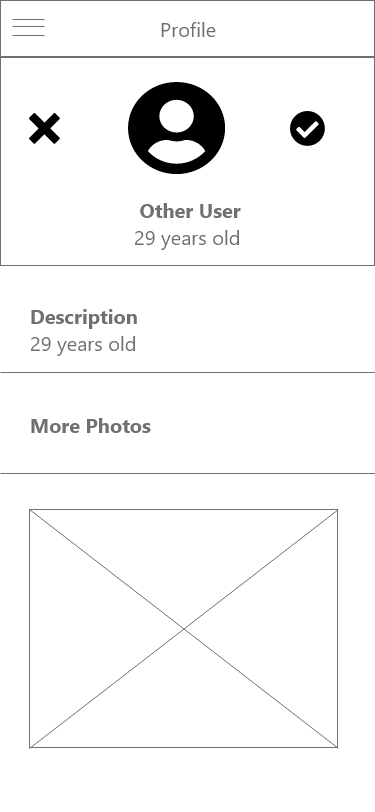 Profile
Other User
29 years old
Description
29 years old
More Photos